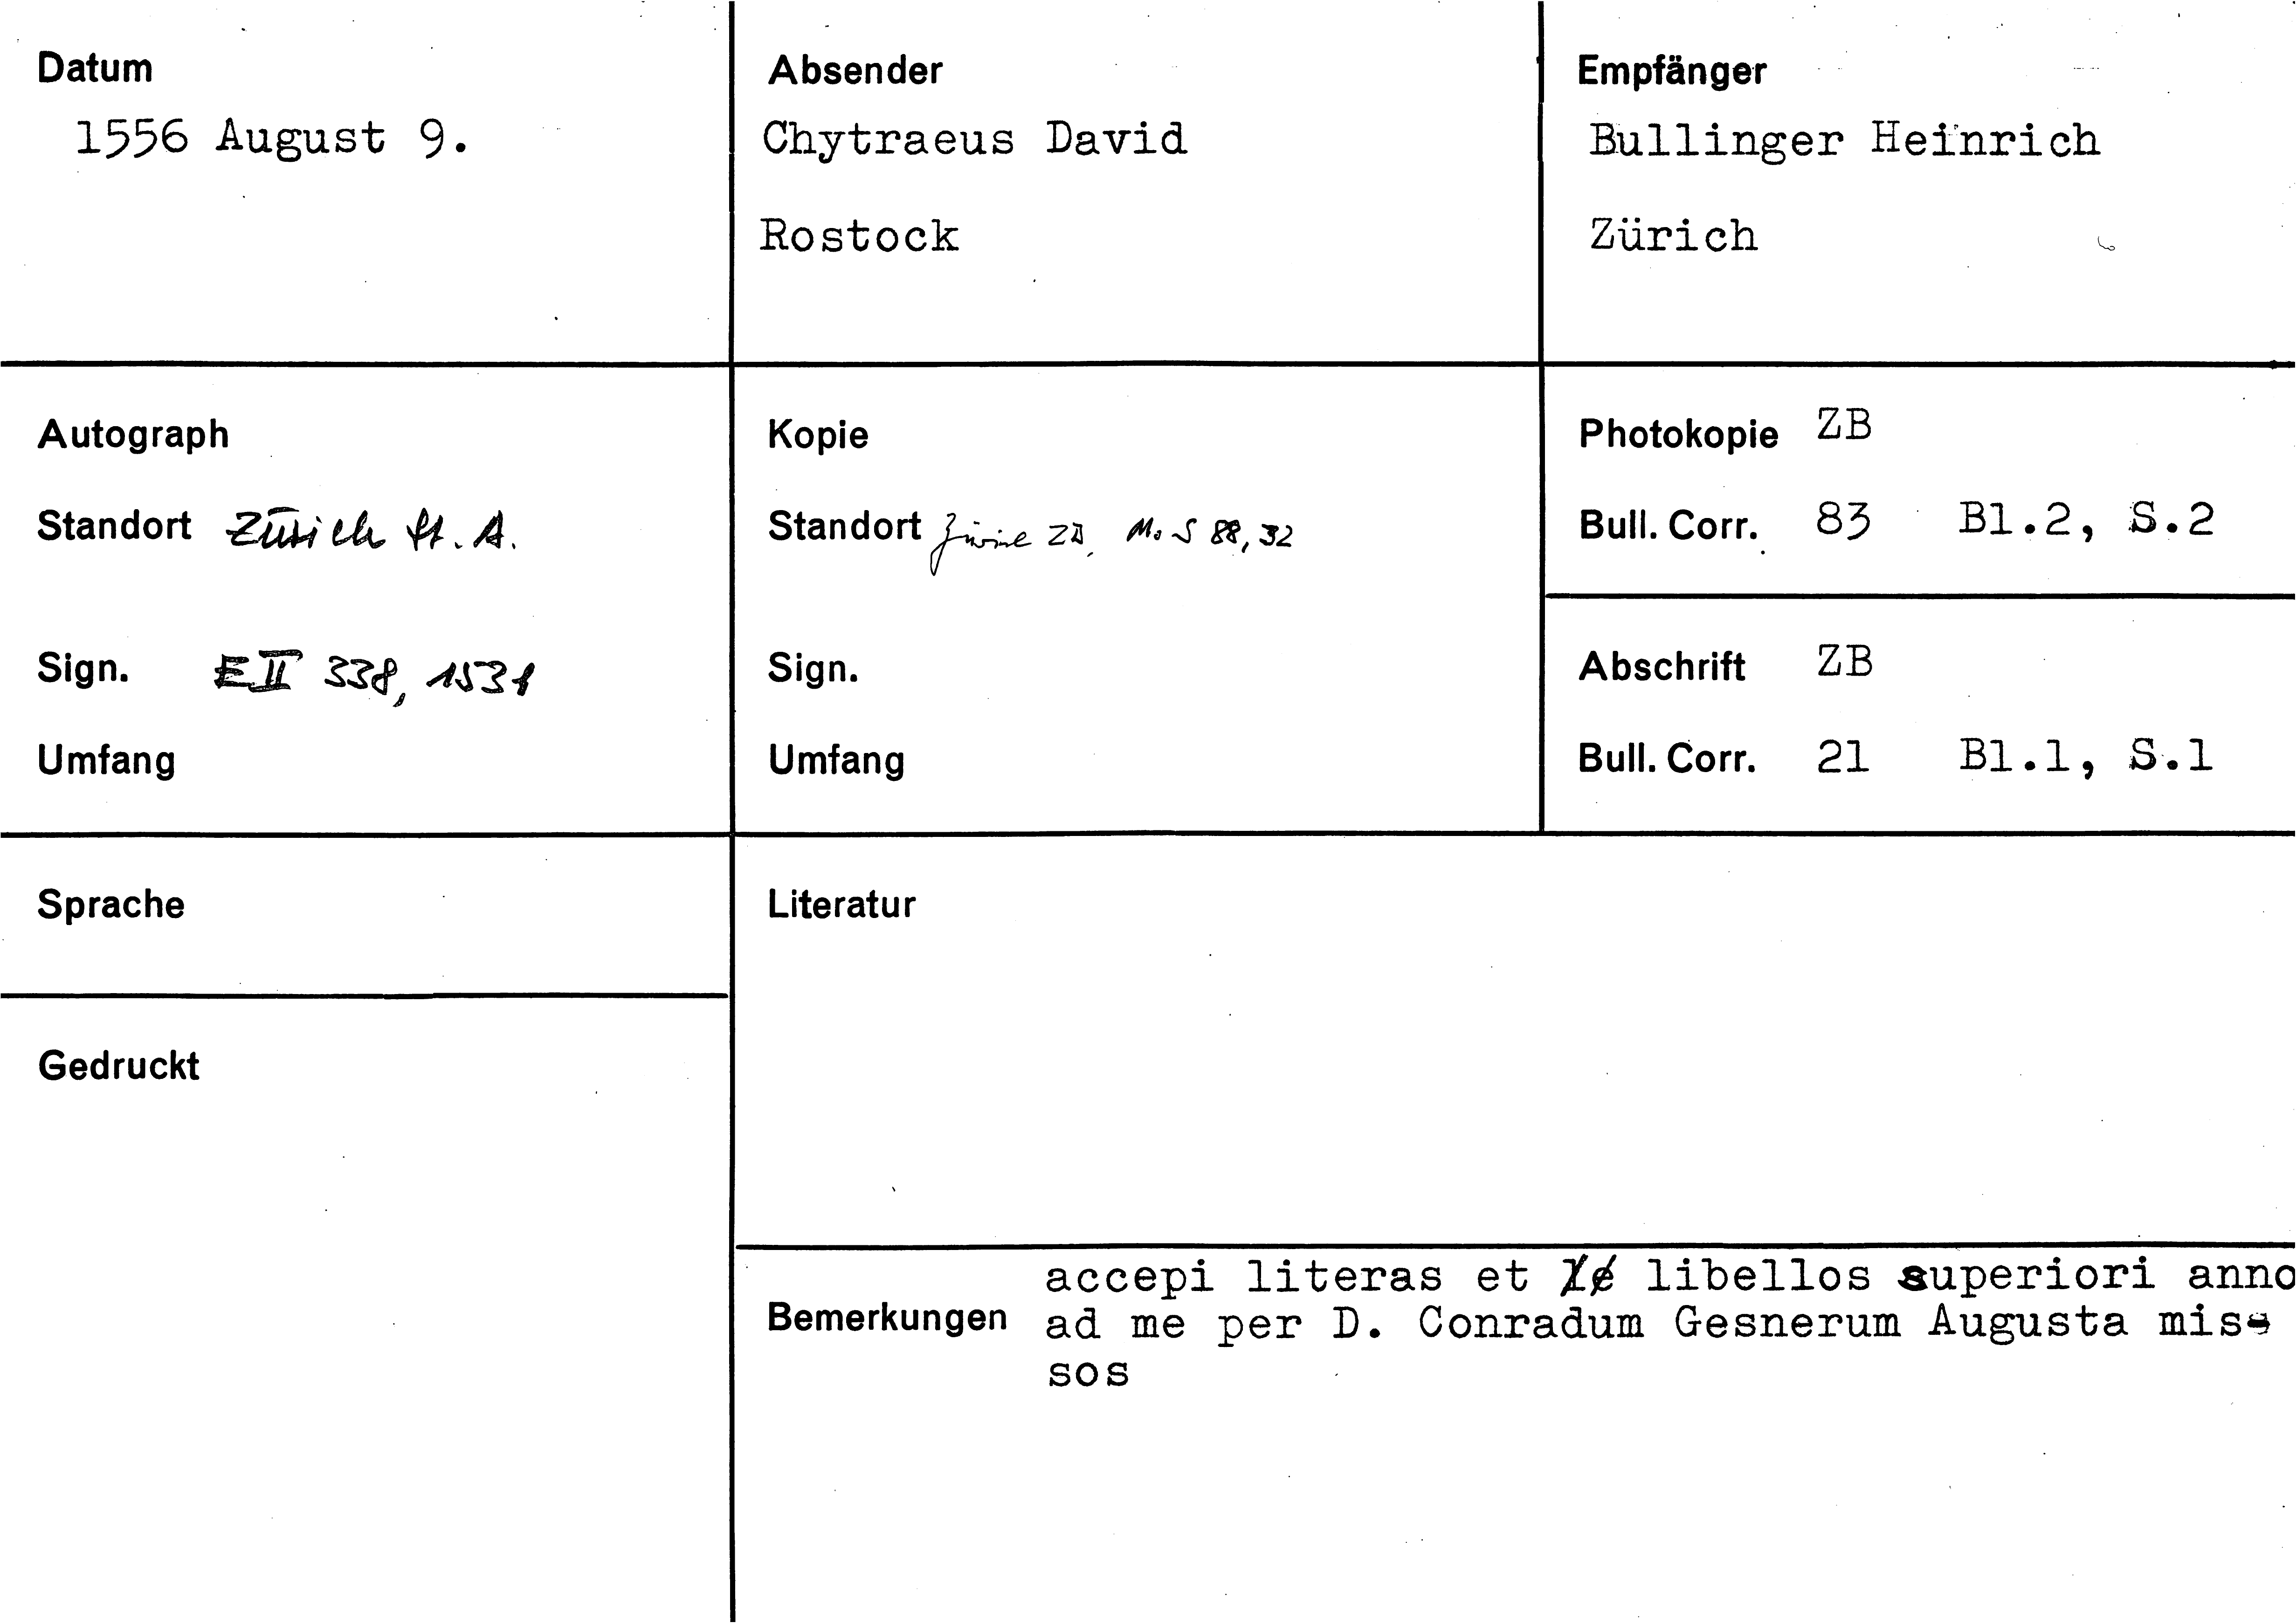 Datum
1556 August 9.
Absender
Chytraeus David
Rostock
Empfänger
Bullinger Heinrich
Zürich
Autograph
Standort Zürich St. A.
Sign. E II 338, 1531
Umfang
Kopie
Standort ZB, Ms S 88, 32
Sign.
Umfang
Photokopie ZB
Bull. Corr. 83 Bl.2, S.2
Abschrift ZB
Bull. Corr. 21 Bl.1, S.1
Sprache
Literatur
Gedruckt
Bemerkungen
accepi literas et libellos superiori anno
ad me per D. Conradum Gesnerum Augusta mis-
sos